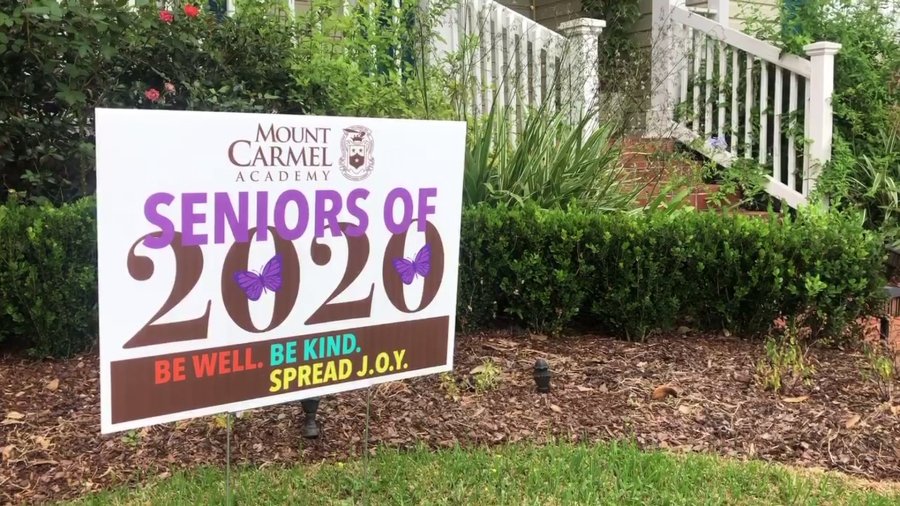 MOUNT
CARMEL
ACADEMY
SENIORS OF
2020
BE WELL. BE KIND.
SPREAD J.O.Y.